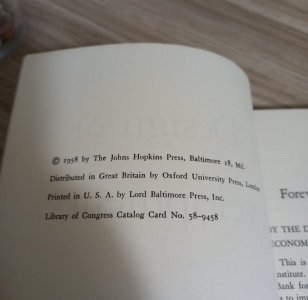 © 1958 by The Johns Hopkins Press, Baltimore 18, Md.
Distributed in Great Britain by Oxford University Press, London
Printed in U. S. A. by Lord Baltimore Press, Inc.
Library of Congress Catalog Card No. 58-9458
Forew
BY THE D
ECONOM
This is
Bank for
s to im